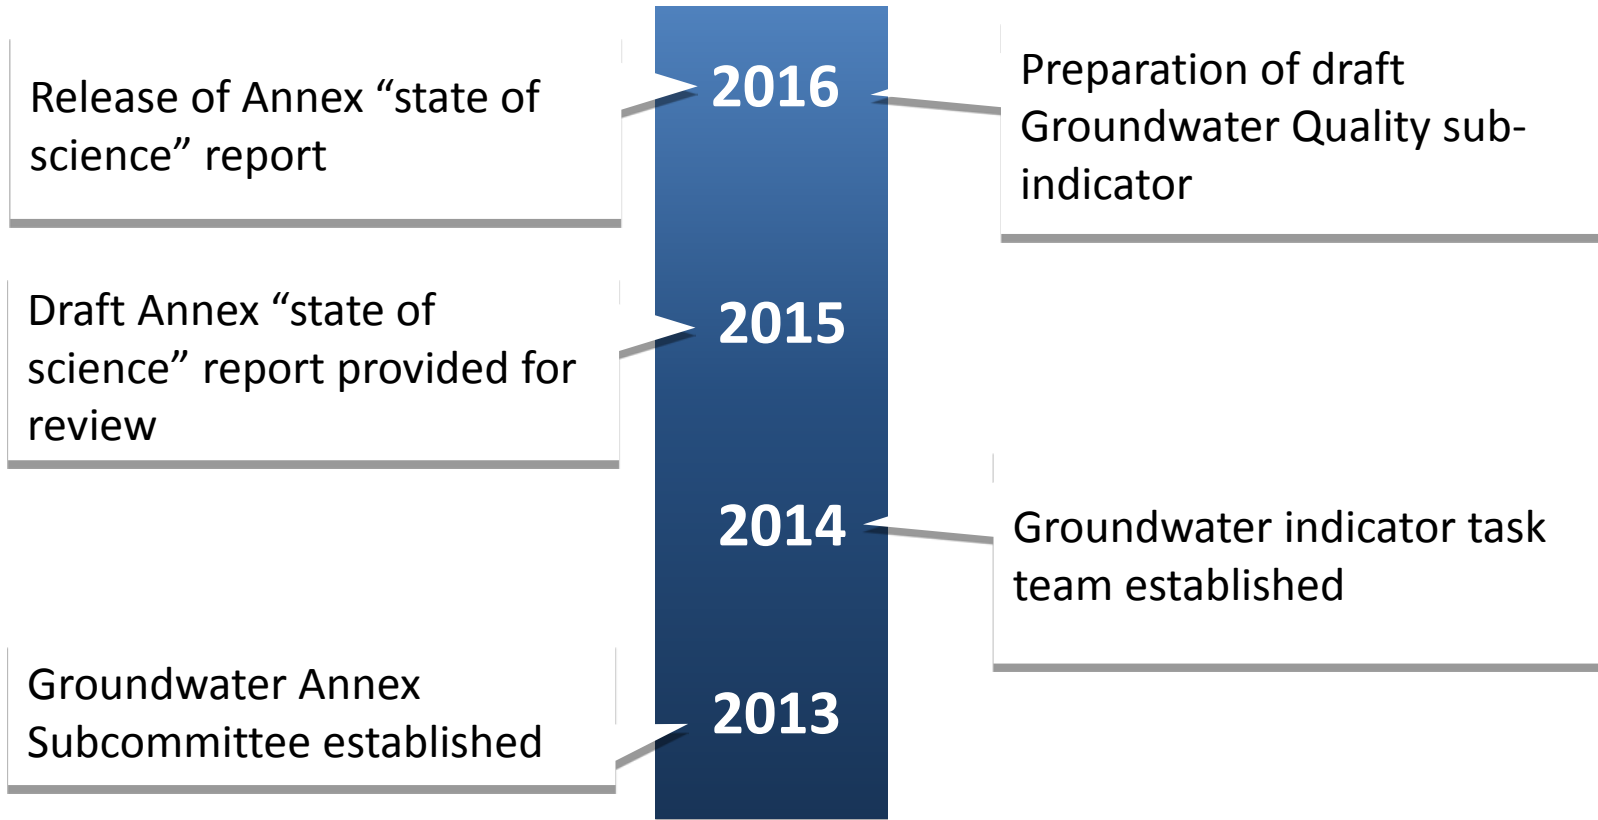 Release of Annex “state of
science” report
2016
Preparation of draft
Groundwater Quality sub-
indicator
Draft Annex “state of
science” report provided for
review
2015
2014
Groundwater indicator task
team established
Groundwater Annex
Subcommittee established
2013